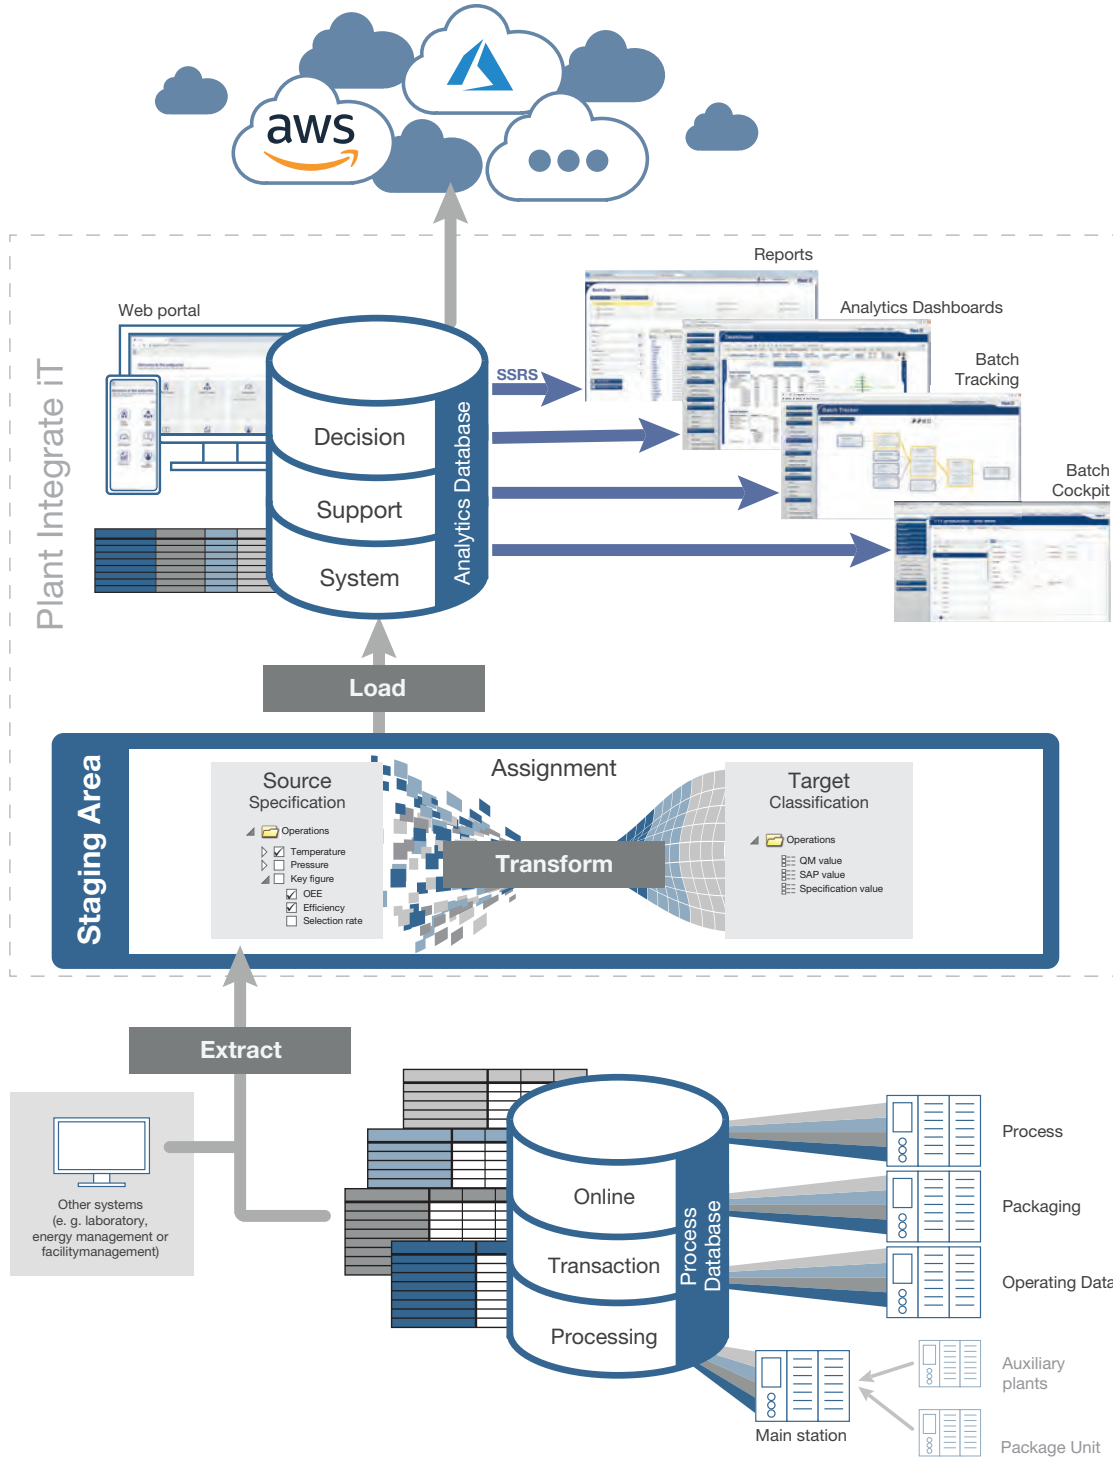 aws
Reports
Web portal
Analytics Dashboards
Batch
Tracking
SSRS
Batch
Cockpit
Plant Integrate iT
Decision
Support
System
Analytics Database
Batch Tracker
Load
Staging Area
Source
Specification
Operations
Temperature
Pressure
Key figure
OEE
Efficiency
Selection rate
Assignment
Transform
Target
Classification
Operations
QM value
SAP value
Specification value
Extract
Other systems
(e. g. laboratory,
energy management or
facilitymanagement)
Online
Transaction
Processing
Process
Database
Process
Packaging
Operating Data
Main station
Auxiliary
plants
Package Unit